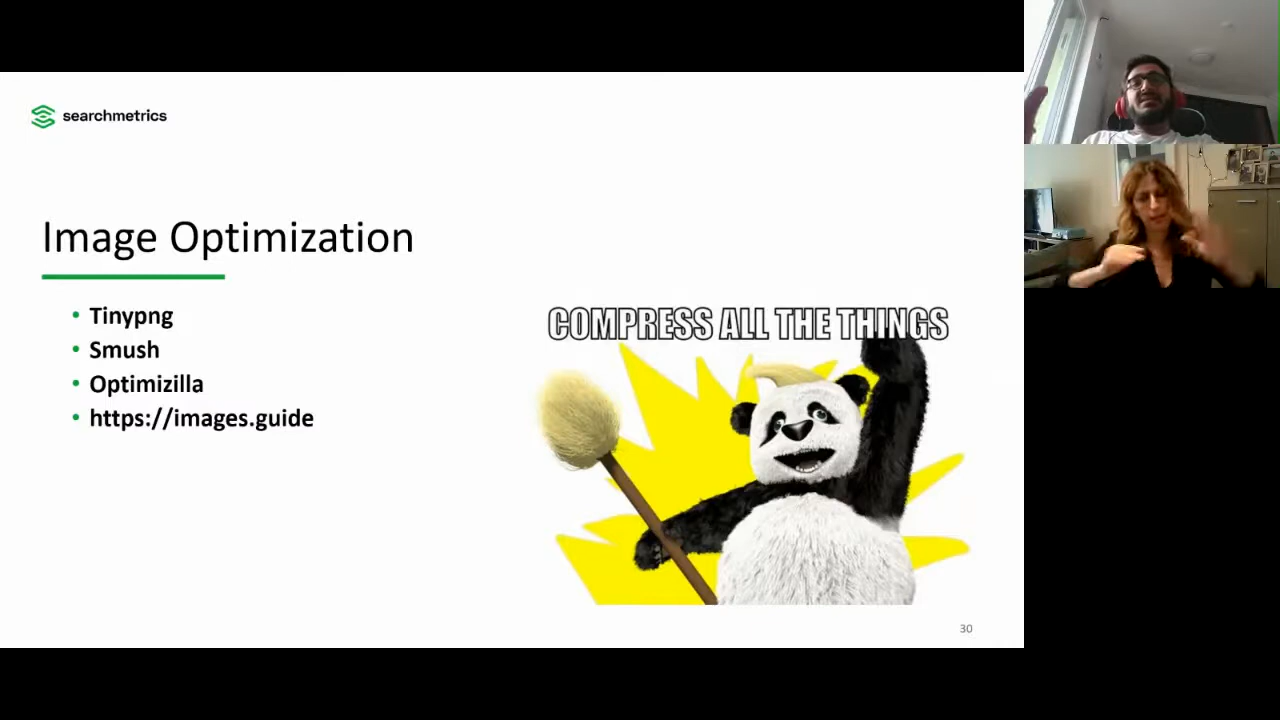 searchmetrics
Image Optimization
• Tinypng
• Smush
• Optimizilla
• https://images.guide
COMPRESS ALL THE THINGS
30